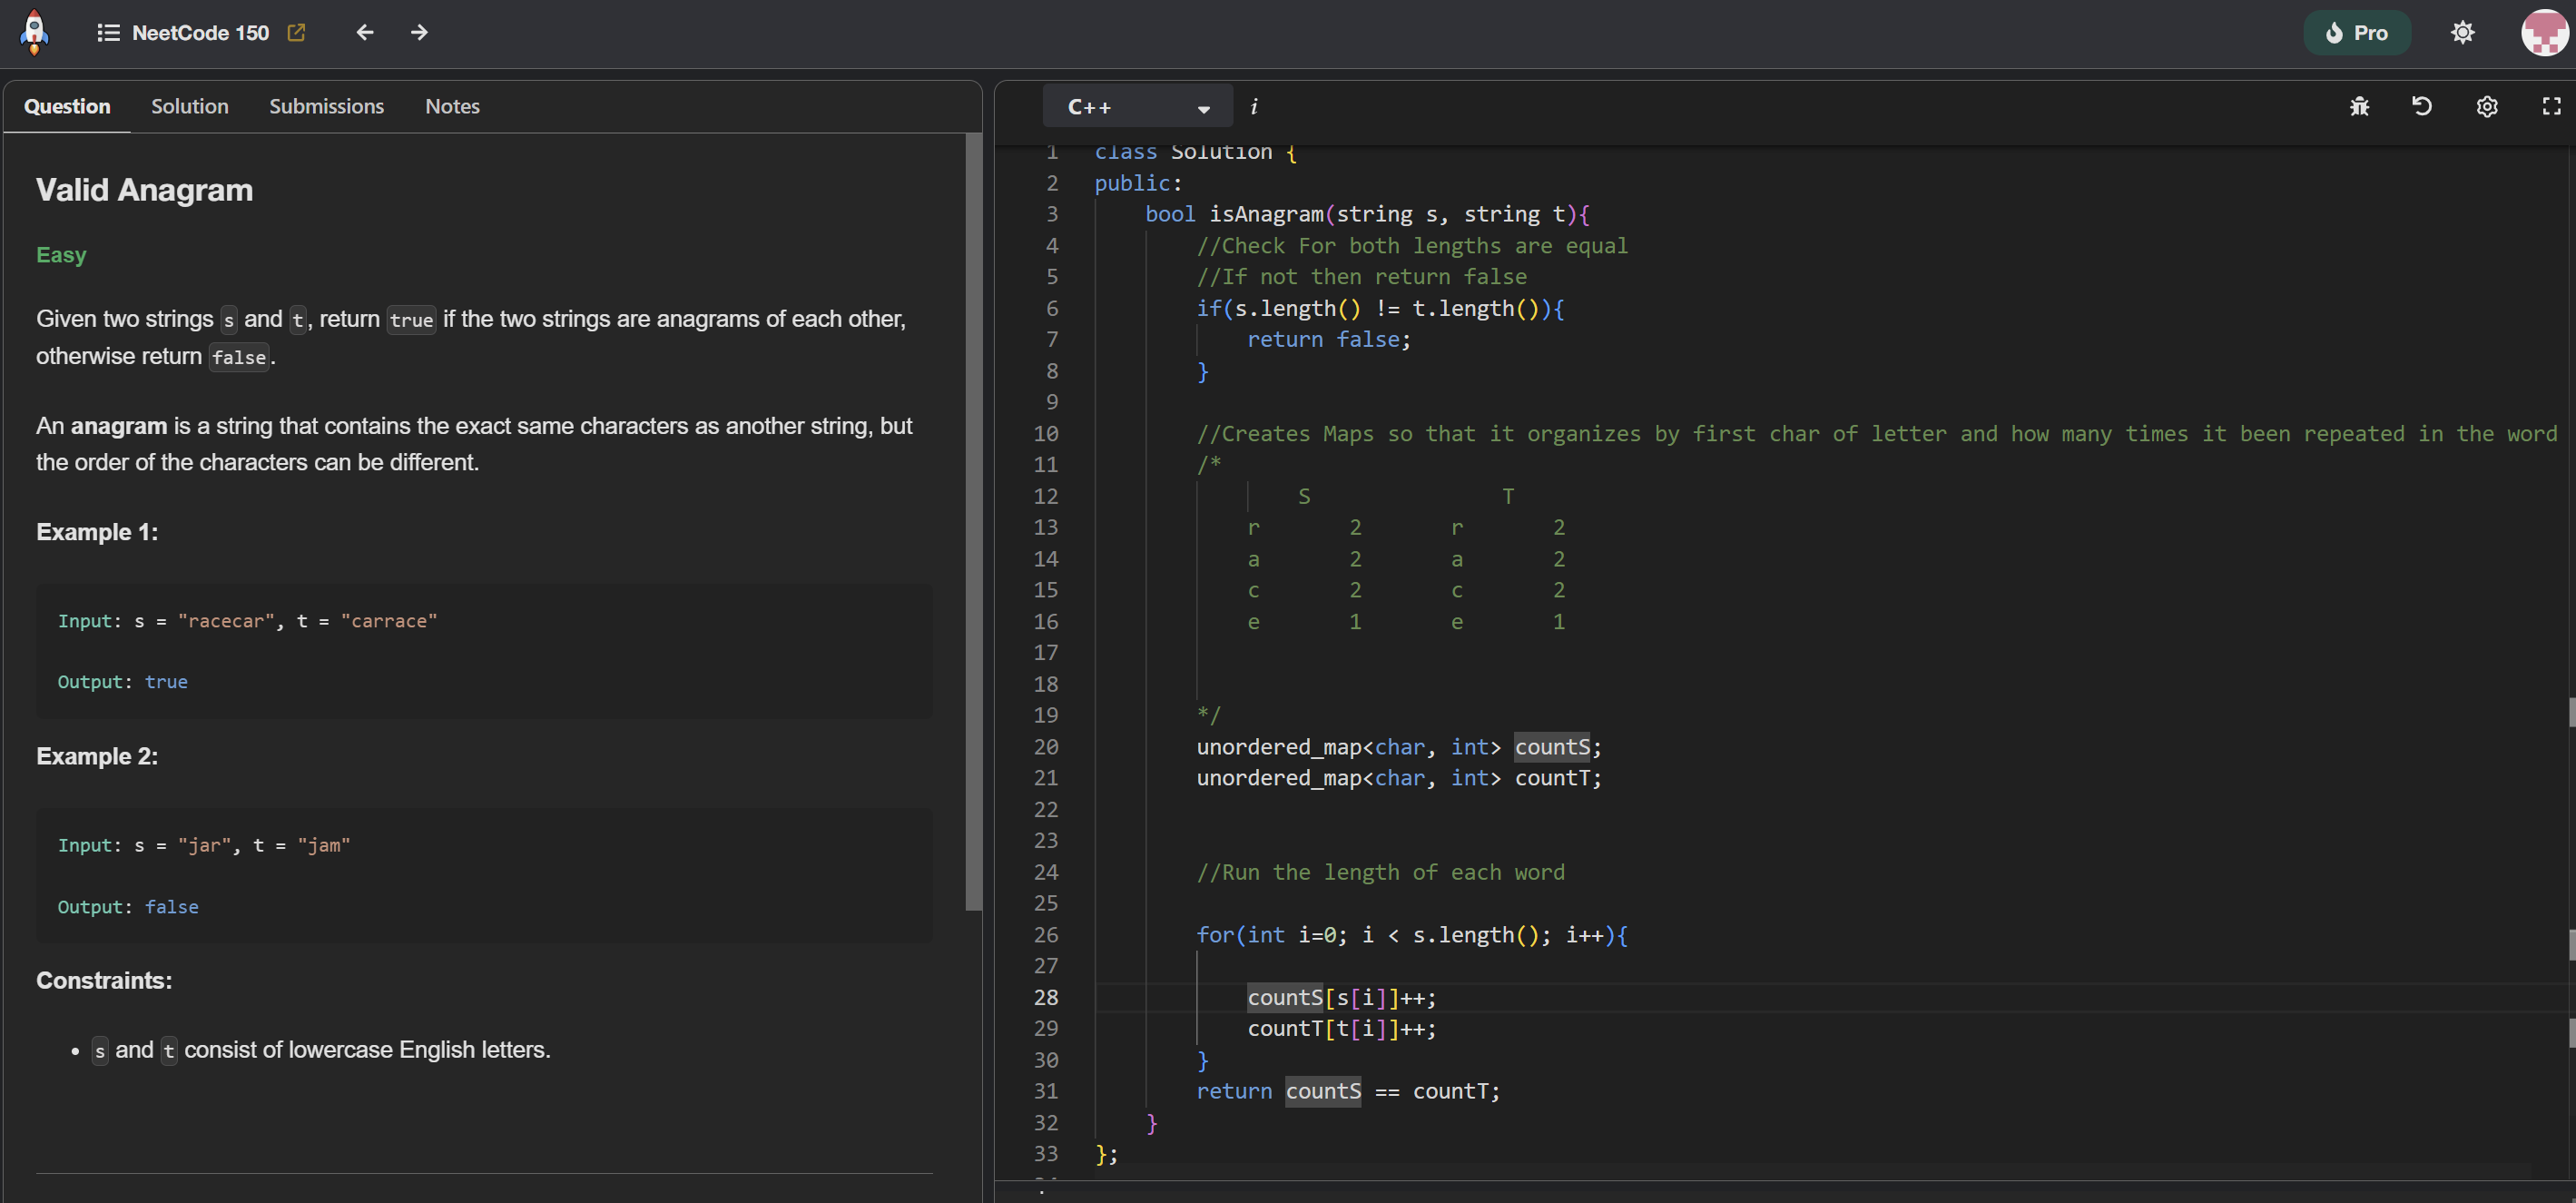 NeetCode 150
Pro
Question Solution Submissions Notes
Valid Anagram
Easy
Given two strings s and t, return true if the two strings are anagrams of each other,
otherwise return false.
An anagram is a string that contains the exact same characters as another string, but
the order of the characters can be different.
Example 1:
Input: s = "racecar", t = "carrace"
Output: true
Example 2:
Input: s = "jar", t = "jam"
Output: false
Constraints:
• s and t consist of lowercase English letters.
C++ i
1 class Solution {
2 public:
3 bool isAnagram(string s, string t){
4 //Check For both lengths are equal
5 //If not then return false
6 if(s.length() != t.length()){
7 return false;
8 }
9
10 //Creates Maps so that it organizes by first char of letter and how many times it been repeated in the word
11 /*
12 S T
13 r 2 r 2
14 a 2 a 2
15 c 2 c 2
16 e 1 e 1
17
18
19 */
20 unordered_map<char, int> countS;
21 unordered_map<char, int> countT;
22
23
24 //Run the length of each word
25
26 for(int i=0; i < s.length(); i++){
27
28 countS[s[i]]++;
29 countT[t[i]]++;
30 }
31 return countS == countT;
32 }
33 };